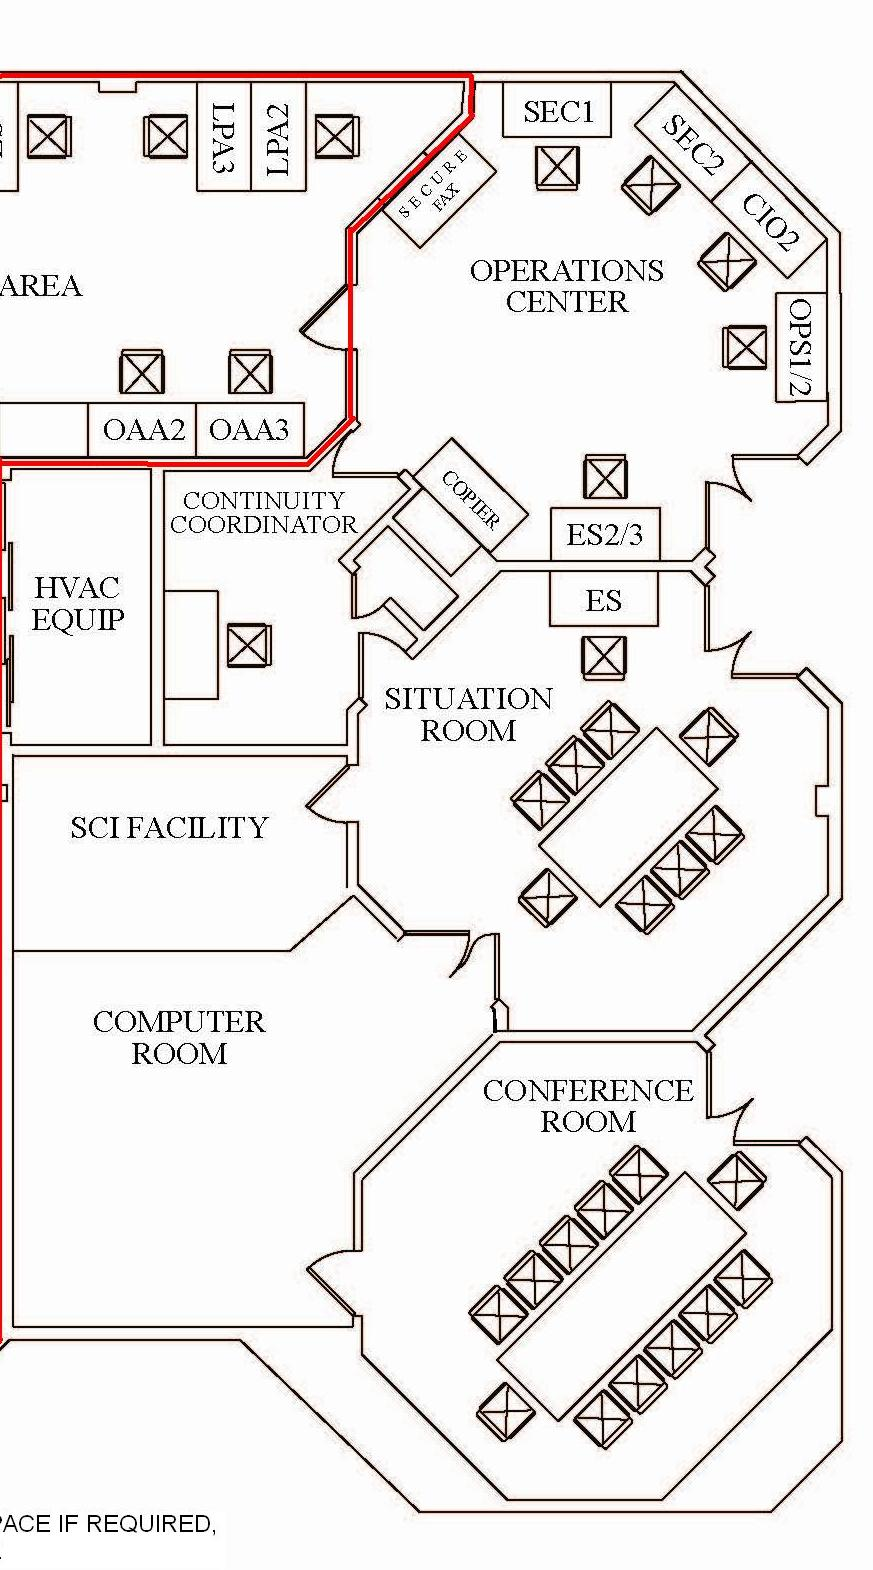 LPA3
LPA2
SEC1
SEC2
CIO2
SECURE
FAX
OPERATIONS
CENTER
AREA
OPS1/2
OAA2
OAA3
COPIER
CONTINUITY
COORDINATOR
ES2/3
ES
HVAC
EQUIP
SITUATION
ROOM
SCI FACILITY
COMPUTER
ROOM
CONFERENCE
ROOM
PACE IF REQUIRED,